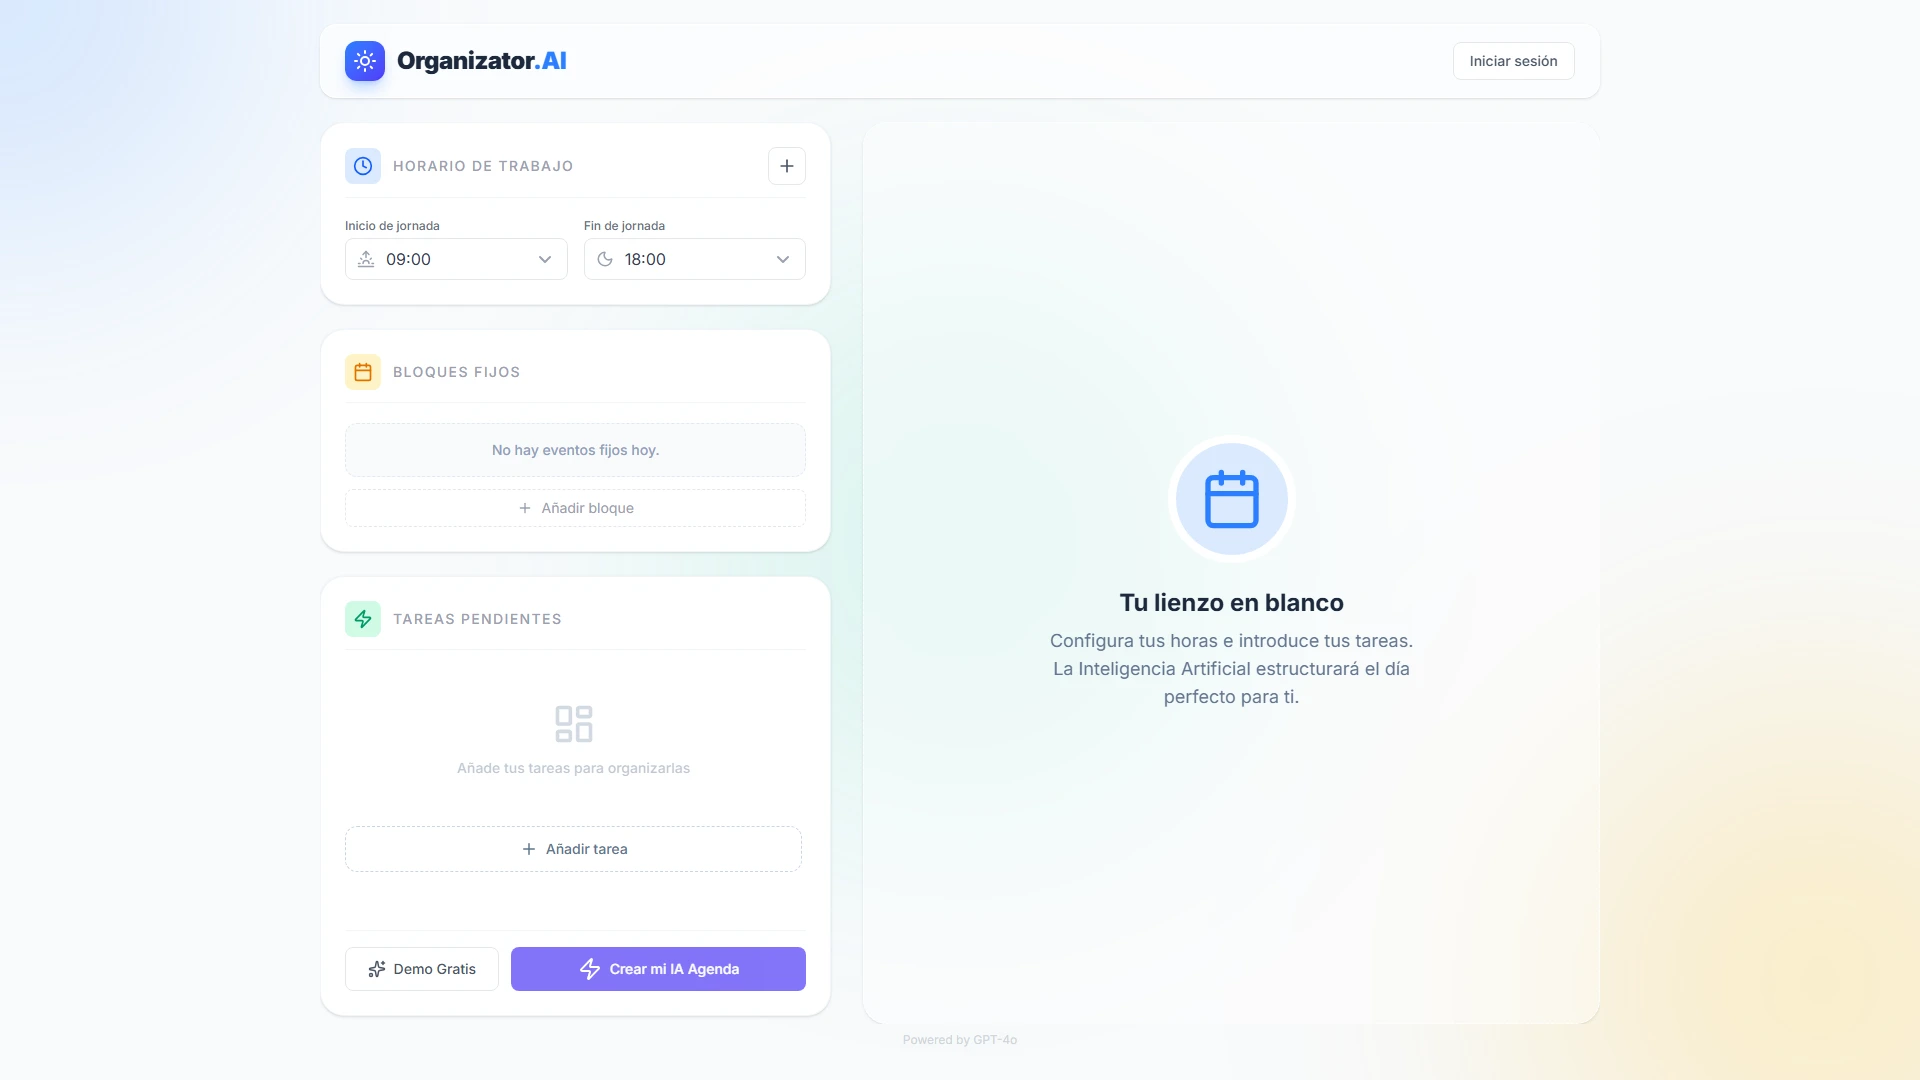 Organizator.AI
Iniciar sesión
HORARIO DE TRABAJO
Inicio de jornada
Fin de jornada
09:00
18:00
BLOQUES FIJOS
No hay eventos fijos hoy.
Añadir bloque
TAREAS PENDIENTES
Añade tus tareas para organizarlas
Añadir tarea
Demo Gratis
Crear mi IA Agenda
Tu lienzo en blanco
Configura tus horas e introduce tus tareas.
La Inteligencia Artificial estructurará el día
perfecto para ti.
Powered by GPT-4o